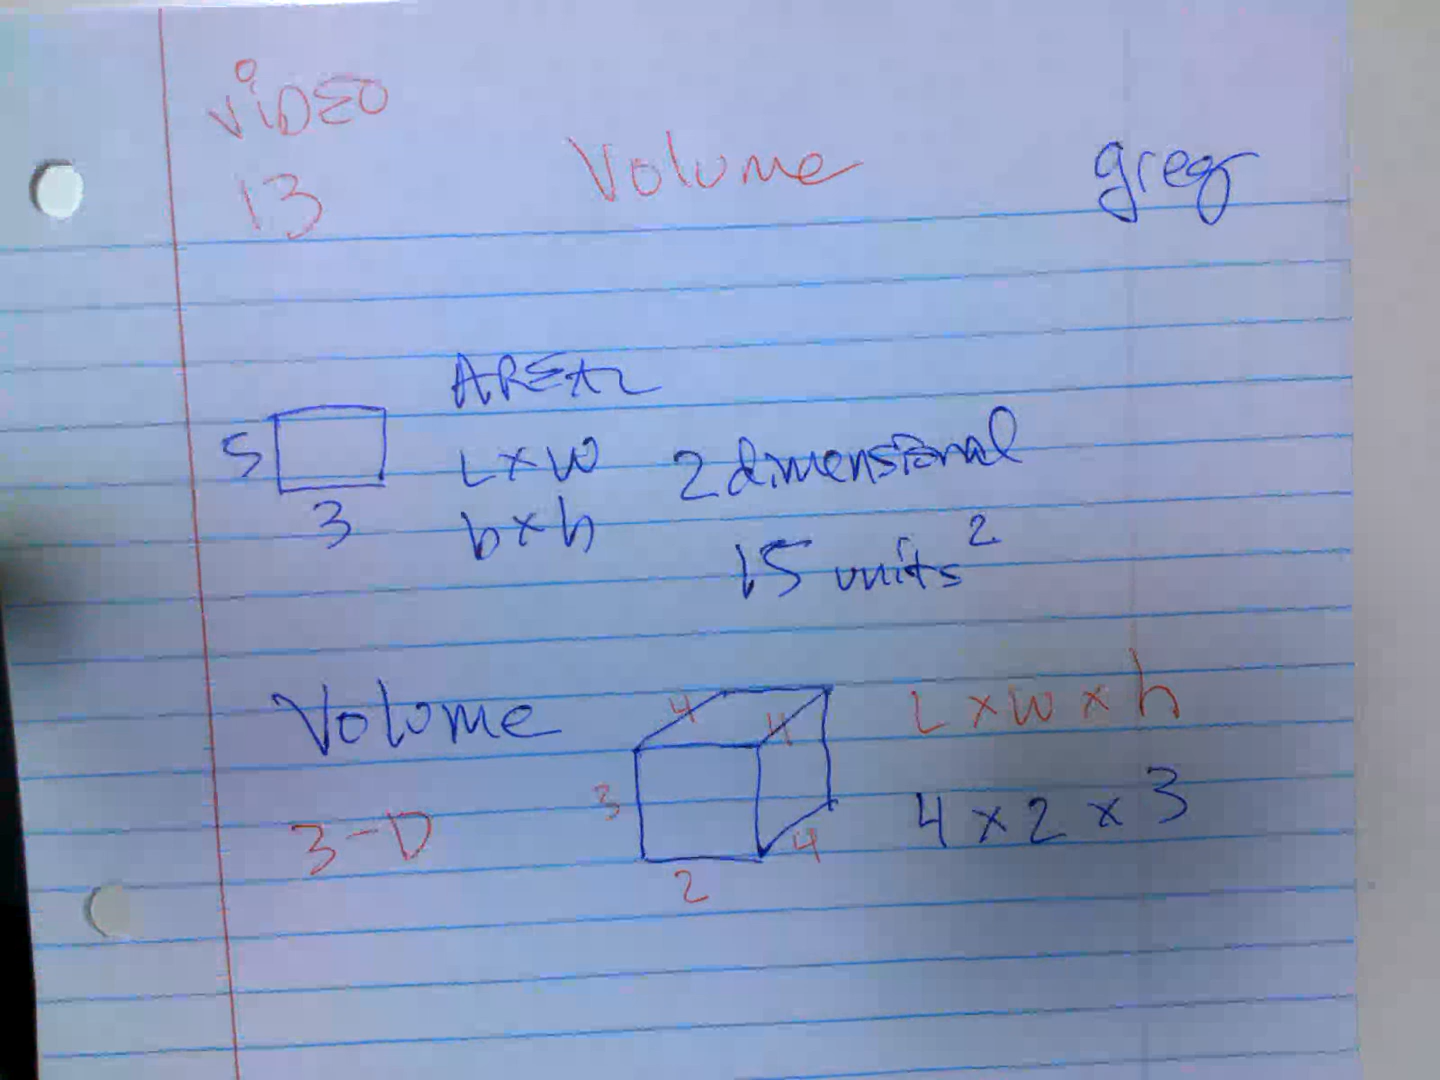 VIDEO
13
Volume
greg
AREA
5
L x W
2 dimensional
3
b x h
15 units²
Volume
4
4
L x W x h
3
4 x 2 x 3
3-D
4
2